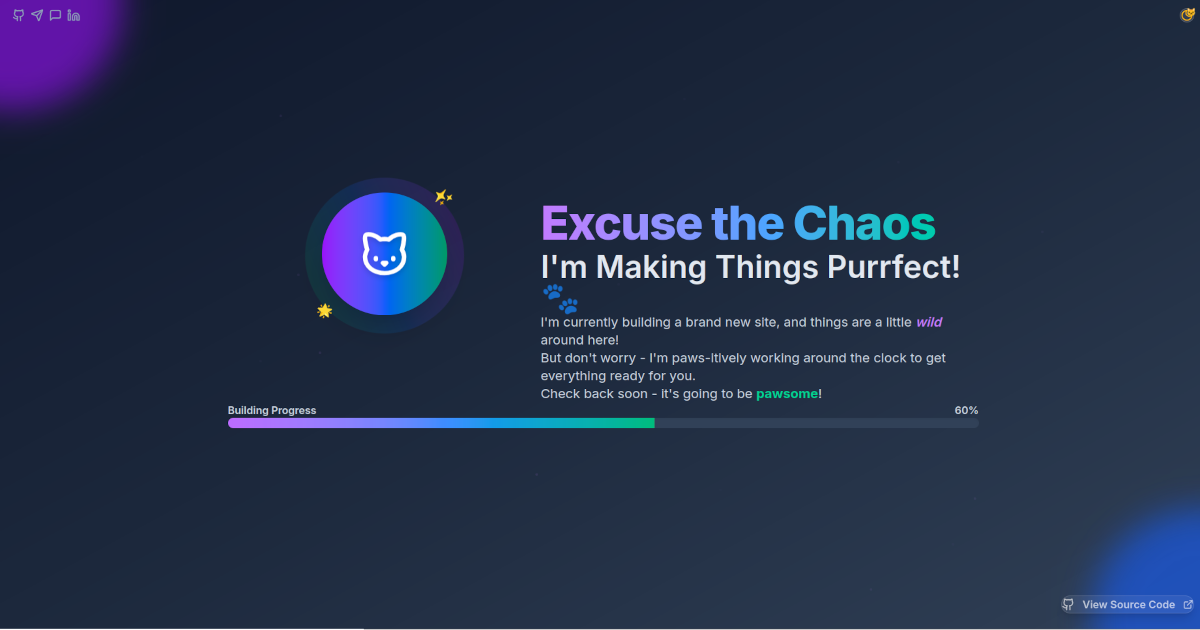 Excuse the Chaos
I'm Making Things Purrfect!
I'm currently building a brand new site, and things are a little wild
around here!
But don't worry - I'm paws-itively working around the clock to get
everything ready for you.
Check back soon - it's going to be pawsome!
Building Progress
60%
View Source Code